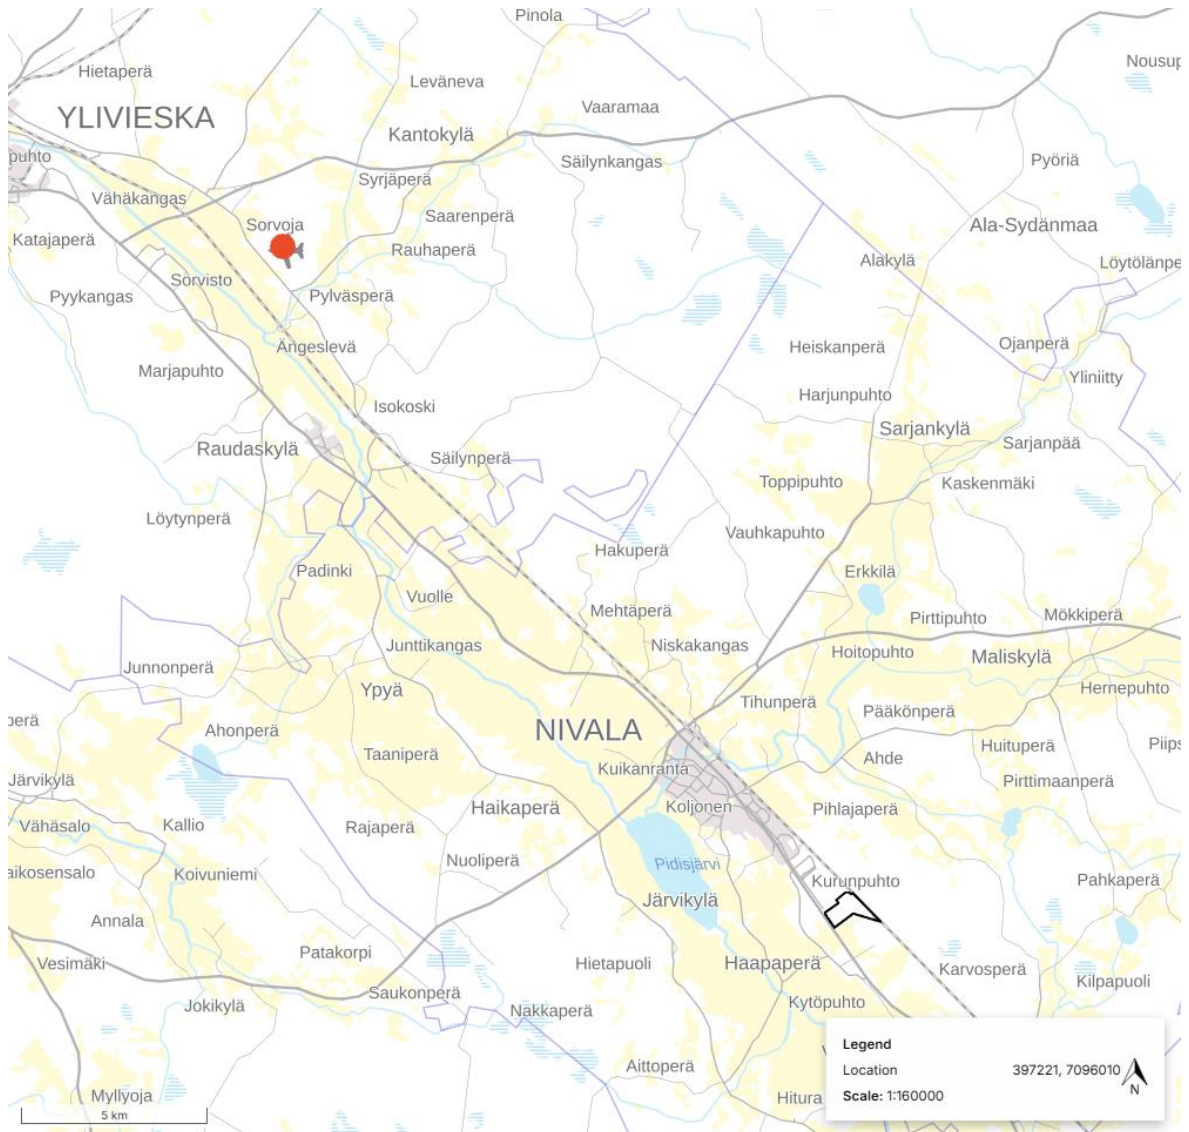 Pinola
Nousup
Hietaperä
Leväneva
Vaaramaa
YLIVIESKA
Kantokylä
puhto
Säilynkangas
Pyöriä
Syrjäperä
Vähäkangas
Saarenperä
Sorvoja
Ala-Sydänmaa
Katajaperä
Rauhaperä
Alakylä
Löytölänpe
Sorvisto
Pyykangas
Pylväsperä
Ängeslevä
Heiskanperä
Ojanperä
Marjapuhto
Yliniitty
Harjunpuhto
Isokoski
Sarjankylä
Raudaskylä
Sarjanpää
Säilynperä
Toppipuhto
Kaskenmäki
Löytynperä
Vauhkapuhto
Hakuperä
Padinki
Erkkilä
Vuolle
Mehtäperä
Pirttipuhto
Mökkiperä
Junttikangas
Niskakangas
Hoitopuhto
Maliskylä
Junnonperä
Ypyä
Hernepuhto
Tihunperä
Pääkönperä
perä
Ahonperä
NIVALA
Huituperä
Piips
Taaniperä
Ahde
Kuikanranta
Järvikylä
Pirttimaanperä
Haikaperä
Koljonen
Pihlajaperä
Vähäsalo
Kallio
Rajaperä
Nuoliperä
Pidisjärvi
aikosensalo
Koivuniemi
Kurunpuhto
Pahkaperä
Järvikylä
Annala
Patakorpi
Vesimäki
Hietapuoli
Haapaperä
Karvosperä
Kilpapuoli
Saukonperä
Jokikylä
Nakkaperä
Kytöpuhto
Legend
Aittoperä
Location 397221, 7096010
N
Myllyoja
Hitura
Scale: 1:160000
5 km